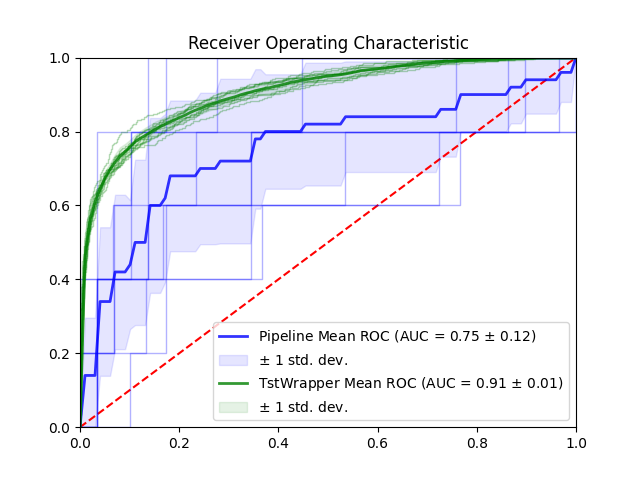 Receiver Operating Characteristic
1.0
0.8
0.6
0.4
0.2
0.0
Pipeline Mean ROC (AUC = 0.75 ± 0.12)
± 1 std. dev.
TstWrapper Mean ROC (AUC = 0.91 ± 0.01)
± 1 std. dev.
0.0 0.2 0.4 0.6 0.8 1.0